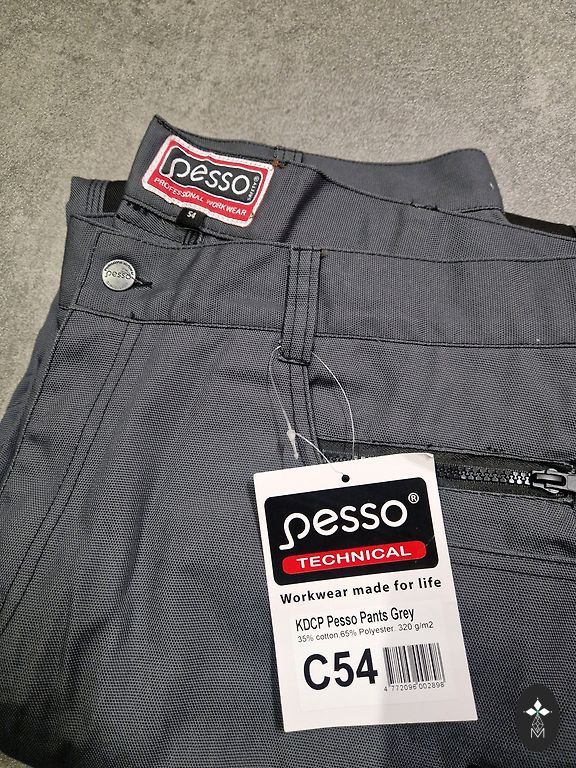 pesso®
PROFESSIONAL WORKWEAR
54
pesso
pesso®
TECHNICAL
Workwear made for life
KDCP Pesso Pants Grey
35% cotton,65% Polyester. 320 g/m2
C54
4 772096 002898